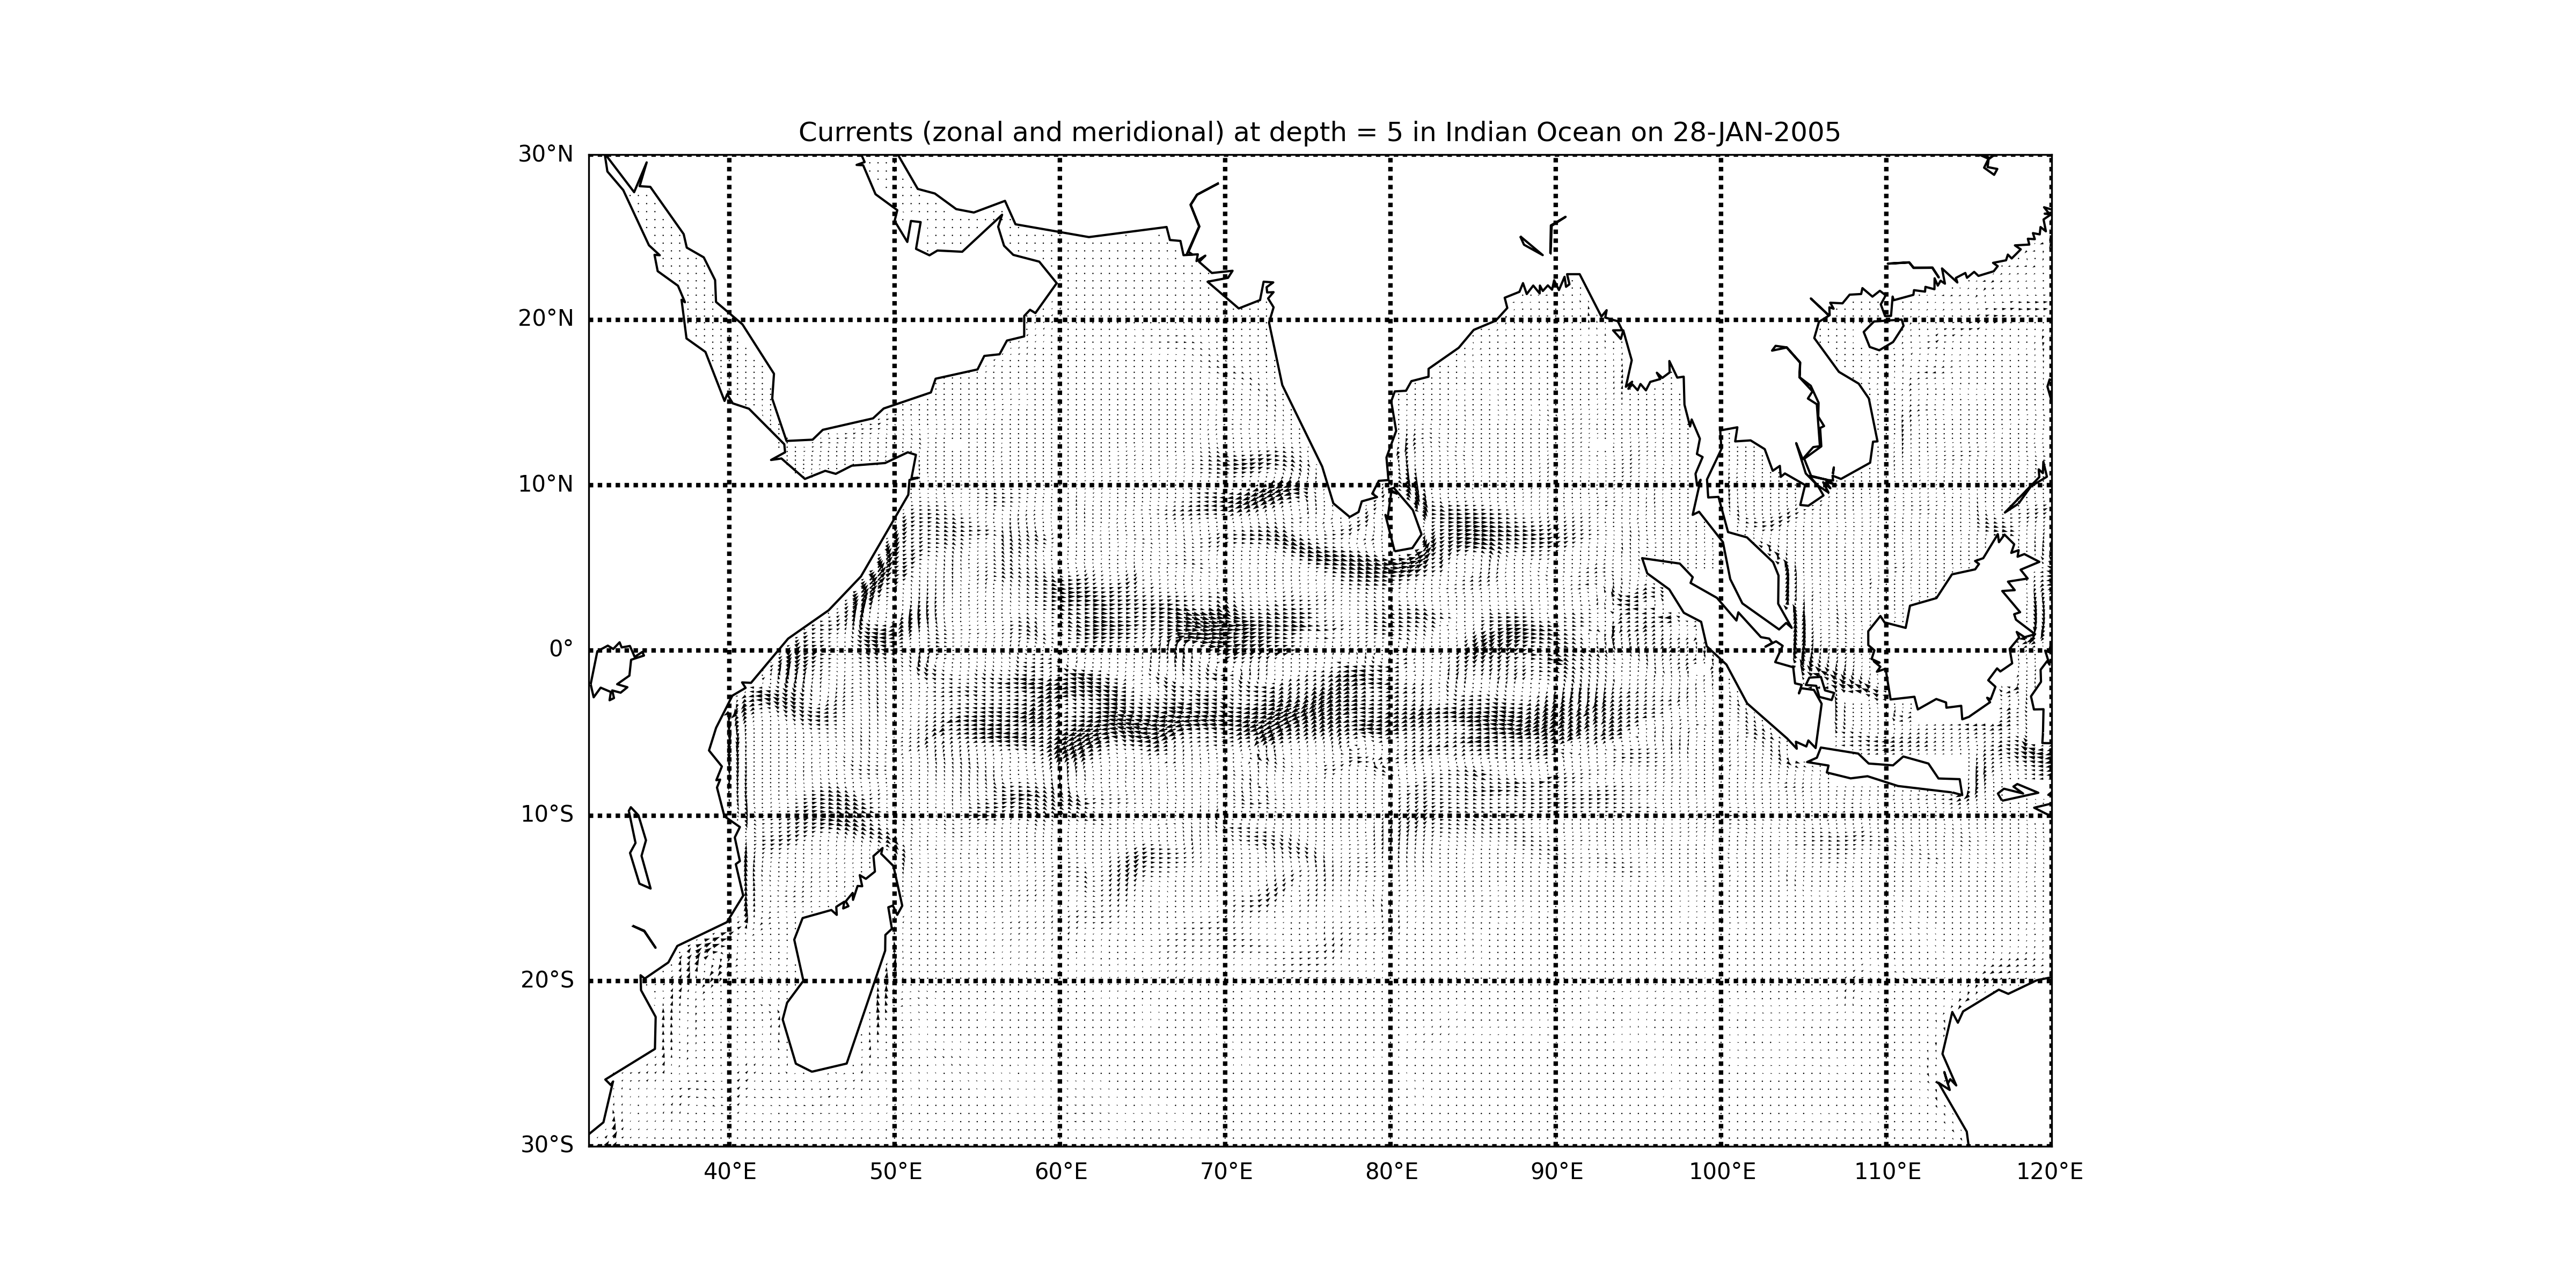 Currents (zonal and meridional) at depth = 5 in Indian Ocean on 28-JAN-2005
30°N
20°N
10°N
0°
10°S
20°S
30°S
40°E 50°E 60°E 70°E 80°E 90°E 100°E 110°E 120°E